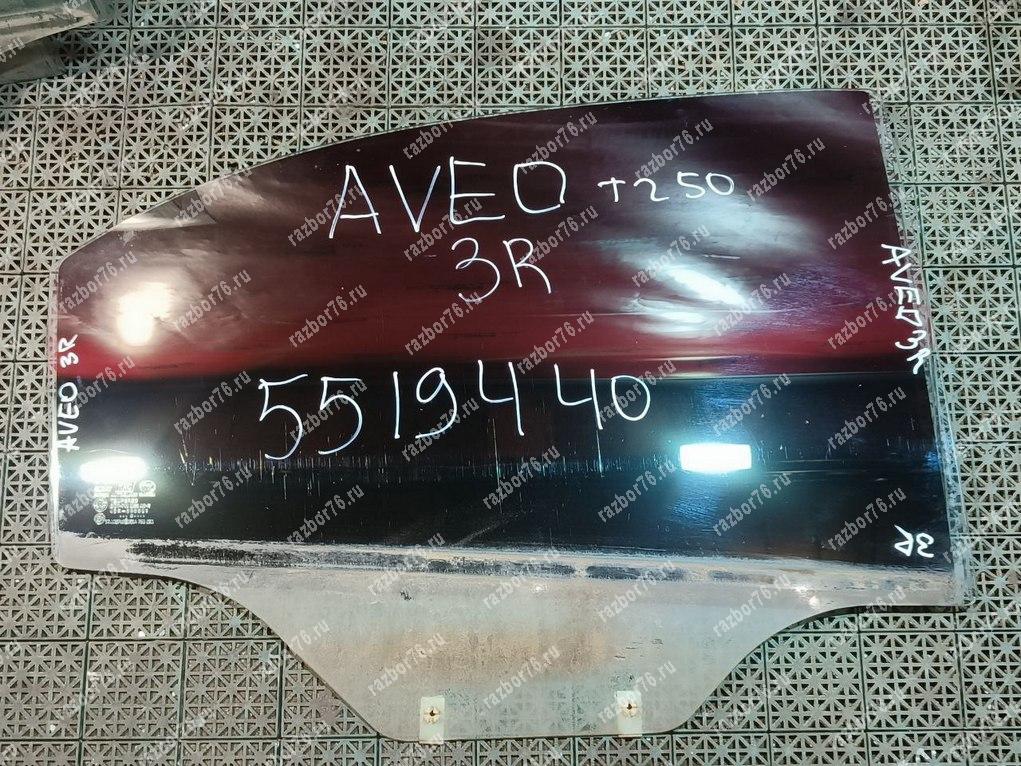 AVEO T250
3R
5519440
AVEO 3R
AVEO 3R
3R
razbor76.ru